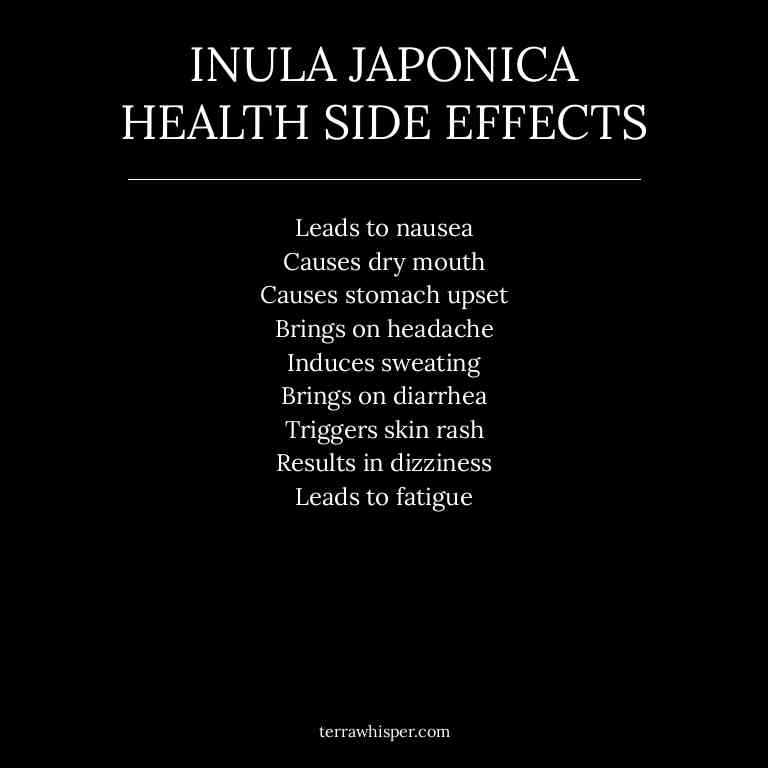 INULA JAPONICA
HEALTH SIDE EFFECTS
Leads to nausea
Causes dry mouth
Causes stomach upset
Brings on headache
Induces sweating
Brings on diarrhea
Triggers skin rash
Results in dizziness
Leads to fatigue
terrawhisper.com